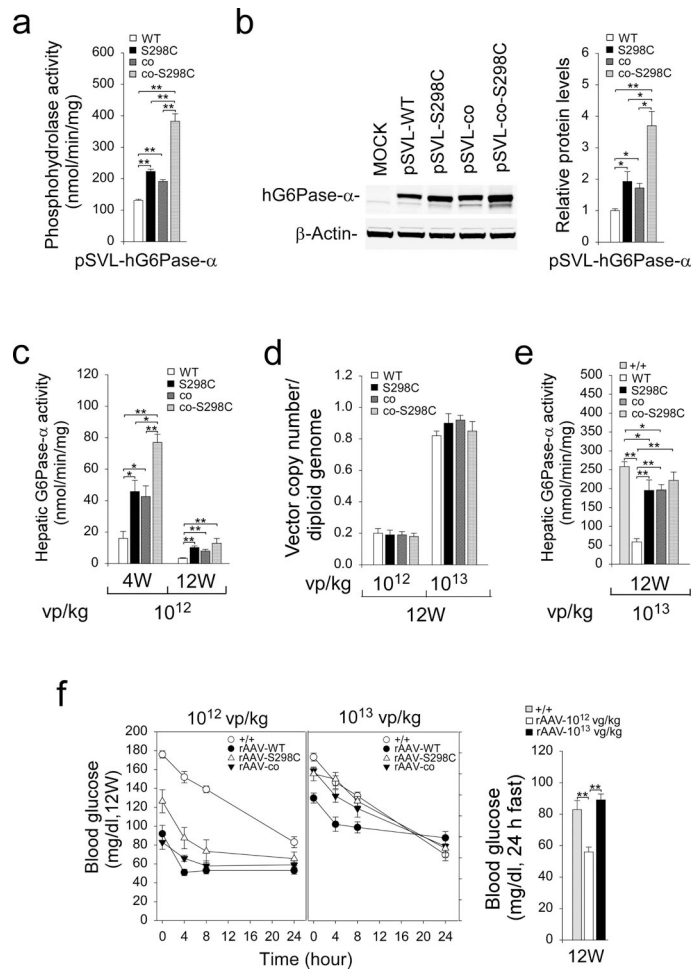 a
Phosphohydrolase activity
(nmol/min/mg)
WT
S298C
co
co-S298C
600
500
400
300
200
100
0
**
**
**
**
**
pSVL-hG6Pase-α
b
MOCK
pSVL-WT
pSVL-S298C
pSVL-co
pSVL-co-S298C
hG6Pase-α-
β-Actin-
Relative protein levels
WT
S298C
co
co-S298C
6
5
4
3
2
1
0
**
*
*
*
*
pSVL-hG6Pase-α
c
Hepatic G6Pase-α activity
(nmol/min/mg)
WT
S298C
co
co-S298C
120
100
80
60
40
20
0
**
*
**
*
*
**
**
**
4W 12W
vp/kg 10¹²
d
Vector copy number/
diploid genome
WT
S298C
co
co-S298C
1.2
1.0
0.8
0.6
0.4
0.2
vp/kg 10¹² 10¹³
12W
e
Hepatic G6Pase-α activity
(nmol/min/mg)
+/+
WT
S298C
co
co-S298C
500
450
400
350
300
250
200
150
100
50
0
*
*
**
**
**
**
12W
vp/kg 10¹³
f
10¹² vp/kg 10¹³ vp/kg
Blood glucose
(mg/dl,12W)
200
180
160
140
120
100
80
60
40
20
0
+/+
rAAV-WT
rAAV-S298C
rAAV-co
+/+
rAAV-WT
rAAV-S298C
rAAV-co
0 4 8 12 16 20 24 0 4 8 12 16 20 24
Time (hour)
+/+
rAAV-10¹² vg/kg
rAAV-10¹³ vg/kg
Blood glucose
(mg/dl, 24 h fast)
100
80
60
40
20
0
** **
12W